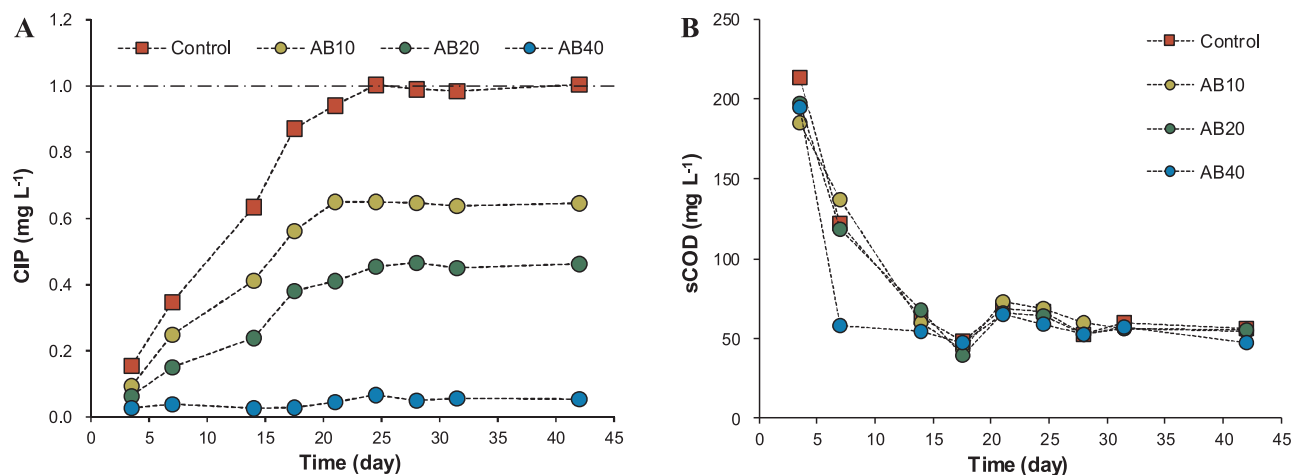 A
Control AB10 AB20 AB40
CIP (mg L⁻¹)
1.2
1.0
0.8
0.6
0.4
0.2
0.0
0 5 10 15 20 25 30 35 40 45
Time (day)
B
Control
AB10
AB20
AB40
sCOD (mg L⁻¹)
250
200
150
100
50
0
0 5 10 15 20 25 30 35 40 45
Time (day)